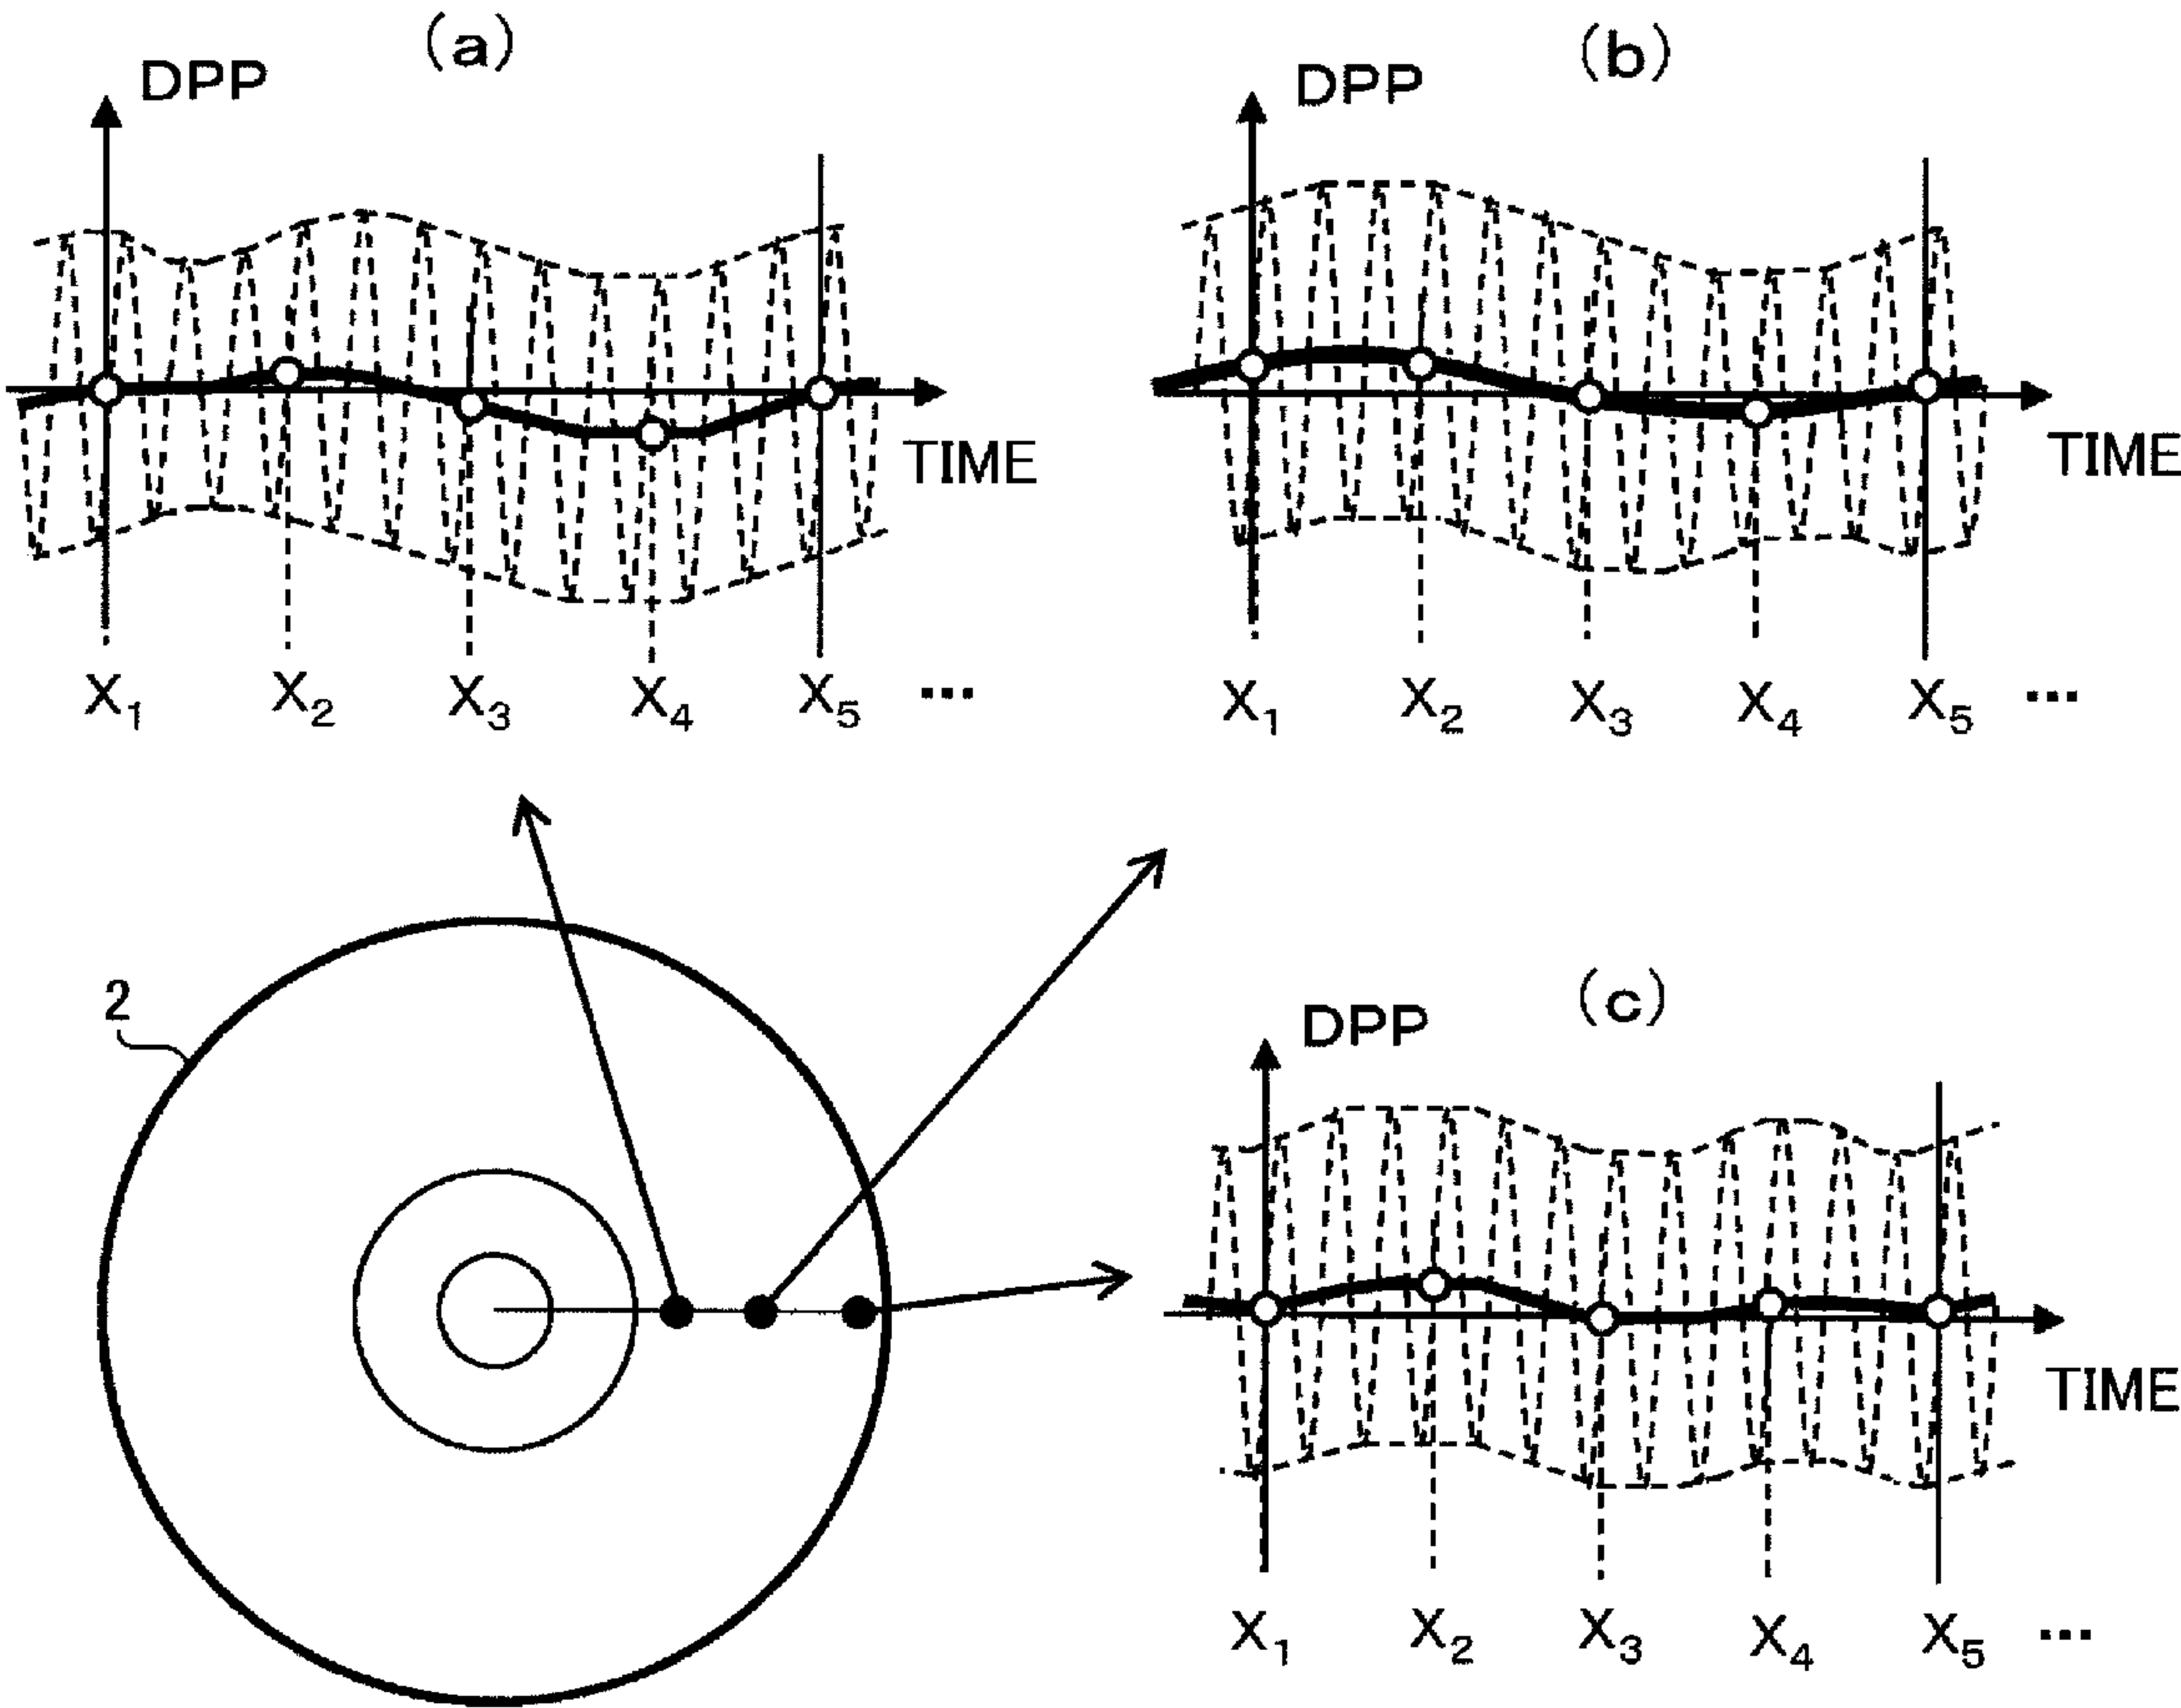 (a)
DPP
TIME
X₁ X₂ X₃ X₄ X₅ ...
(b)
DPP
TIME
X₁ X₂ X₃ X₄ X₅ ...
2
(c)
DPP
TIME
X₁ X₂ X₃ X₄ X₅ ...